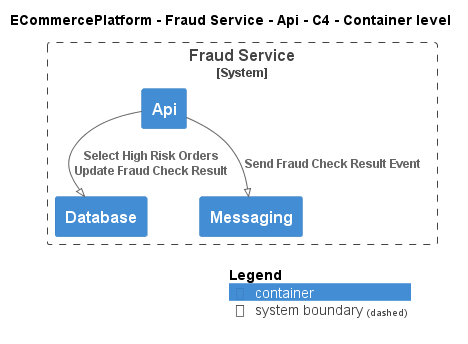 ECommercePlatform - Fraud Service - Api - C4 - Container level
Fraud Service
[System]
Api
Select High Risk Orders
Update Fraud Check Result
Send Fraud Check Result Event
Database
Messaging
Legend
container
system boundary (dashed)